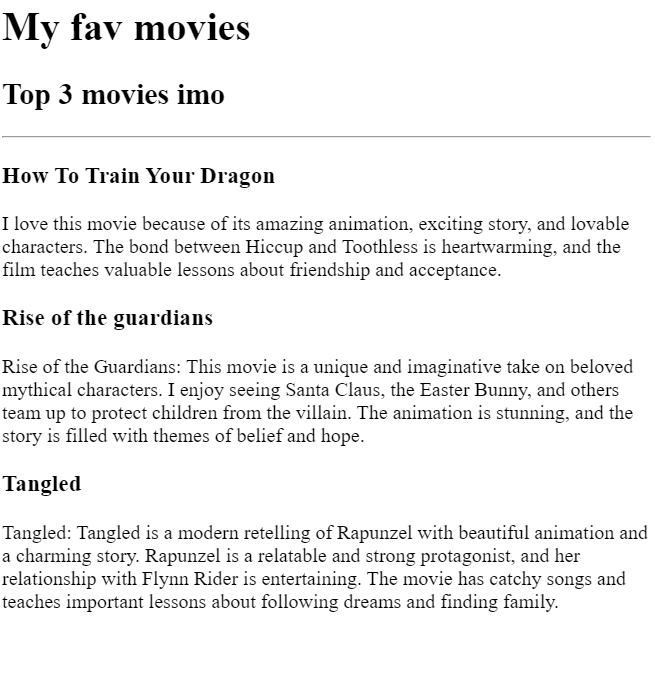 My fav movies
Top 3 movies imo
How To Train Your Dragon
I love this movie because of its amazing animation, exciting story, and lovable
characters. The bond between Hiccup and Toothless is heartwarming, and the
film teaches valuable lessons about friendship and acceptance.
Rise of the guardians
Rise of the Guardians: This movie is a unique and imaginative take on beloved
mythical characters. I enjoy seeing Santa Claus, the Easter Bunny, and others
team up to protect children from the villain. The animation is stunning, and the
story is filled with themes of belief and hope.
Tangled
Tangled: Tangled is a modern retelling of Rapunzel with beautiful animation and
a charming story. Rapunzel is a relatable and strong protagonist, and her
relationship with Flynn Rider is entertaining. The movie has catchy songs and
teaches important lessons about following dreams and finding family.